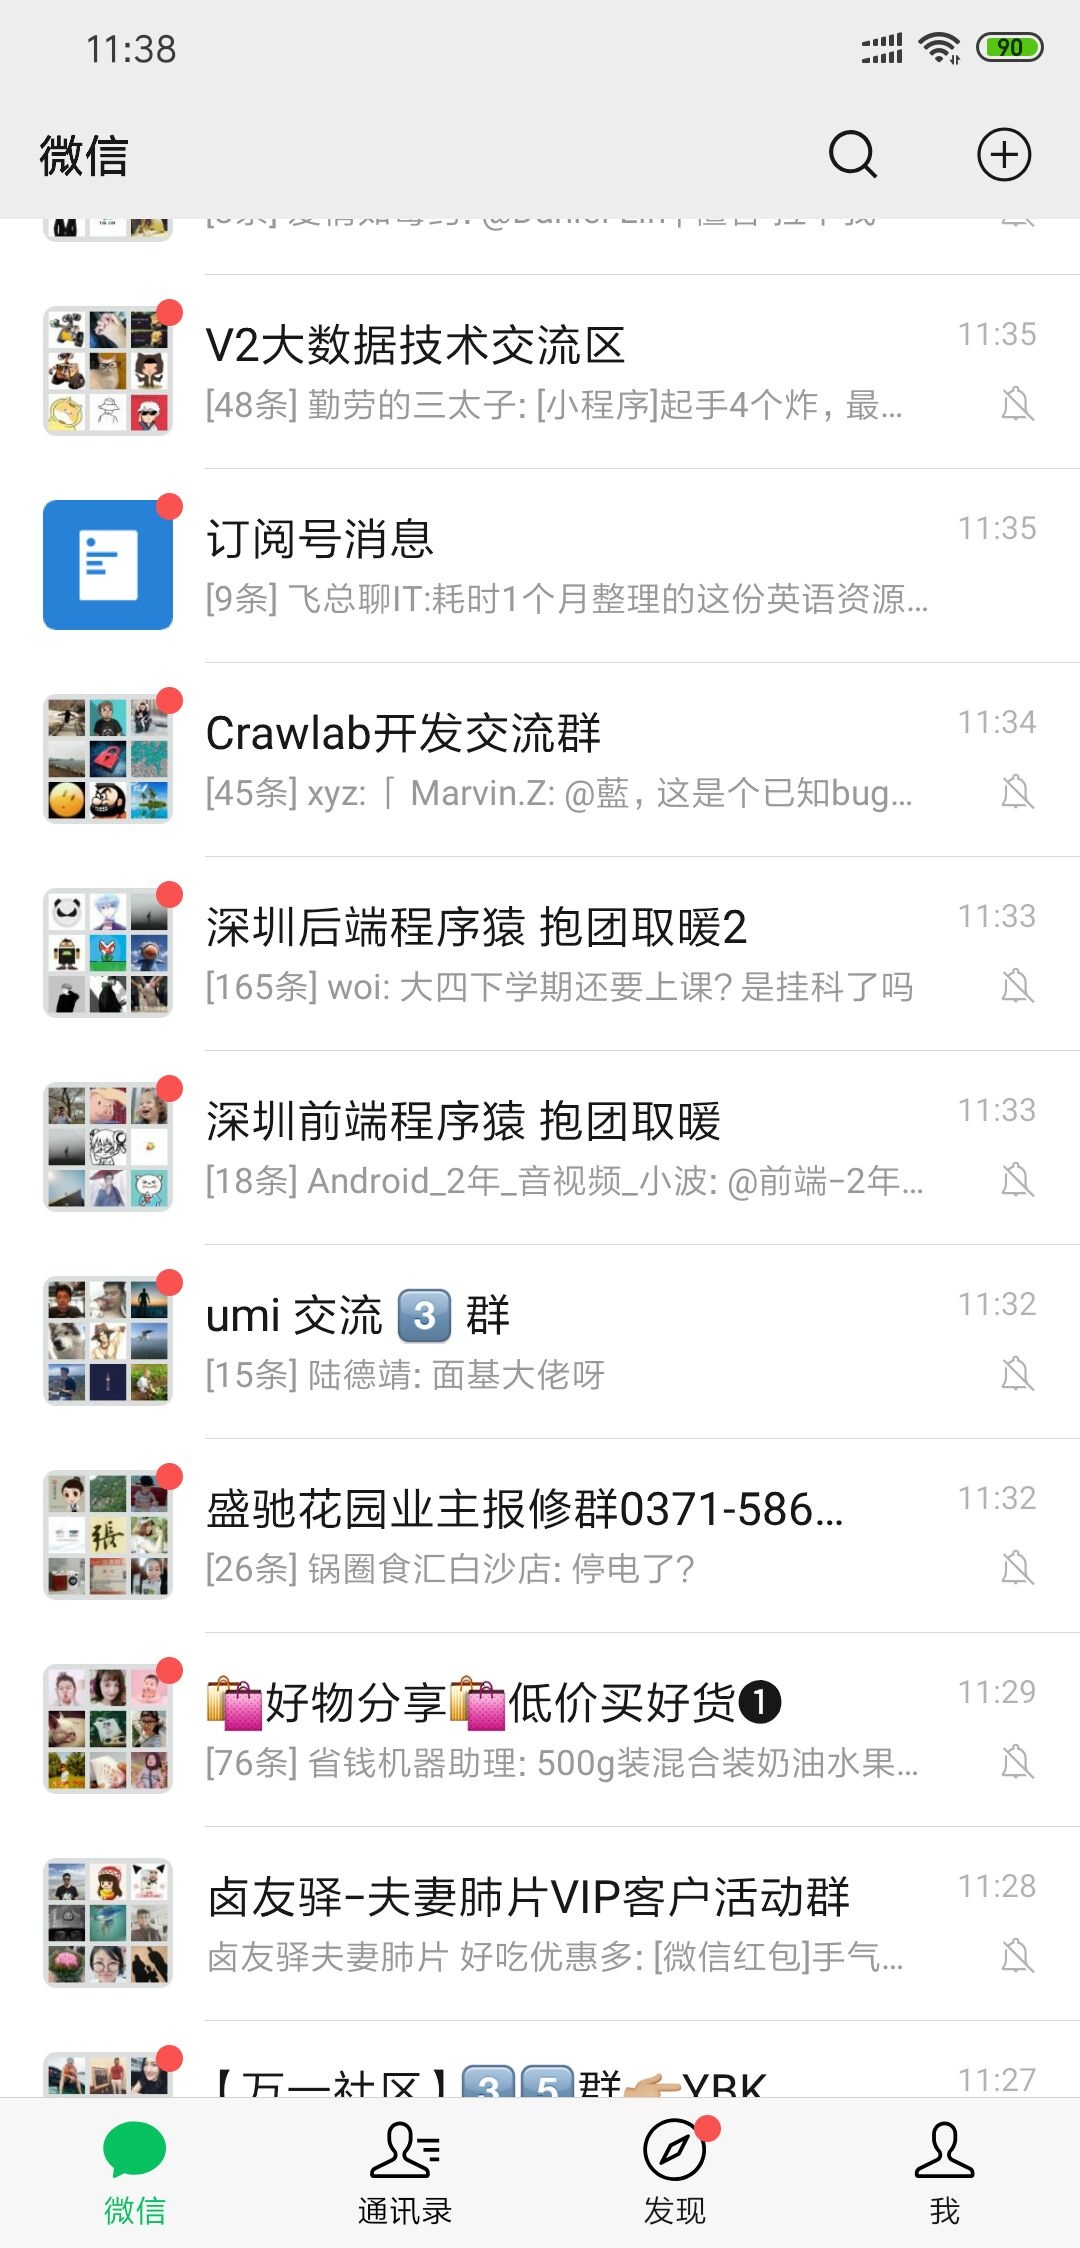 11:38
90
微信
V2大数据技术交流区
11:35
[48条] 勤劳的三太子: [小程序]起手4个炸，最...
订阅号消息
11:35
[9条] 飞总聊IT:耗时1个月整理的这份英语资源...
Crawlab开发交流群
11:34
[45条] xyz:「 Marvin.Z: @藍，这是个已知bug...
深圳后端程序猿 抱团取暖2
11:33
[165条] woi: 大四下学期还要上课？是挂科了吗
深圳前端程序猿 抱团取暖
11:33
[18条] Android_2年_音视频_小波: @前端-2年...
umi 交流 3️⃣ 群
11:32
[15条] 陆德靖: 面基大佬呀
盛驰花园业主报修群0371-586...
11:32
[26条] 锅圈食汇白沙店: 停电了？
🛍好物分享🛍低价买好货❶
11:29
[76条] 省钱机器助理: 500g装混合装奶油水果...
卤友驿-夫妻肺片VIP客户活动群
11:28
卤友驿夫妻肺片 好吃优惠多: [微信红包]手气...
【万一社区】3️⃣5️⃣群👉YBK
11:27
微信
通讯录
发现
我